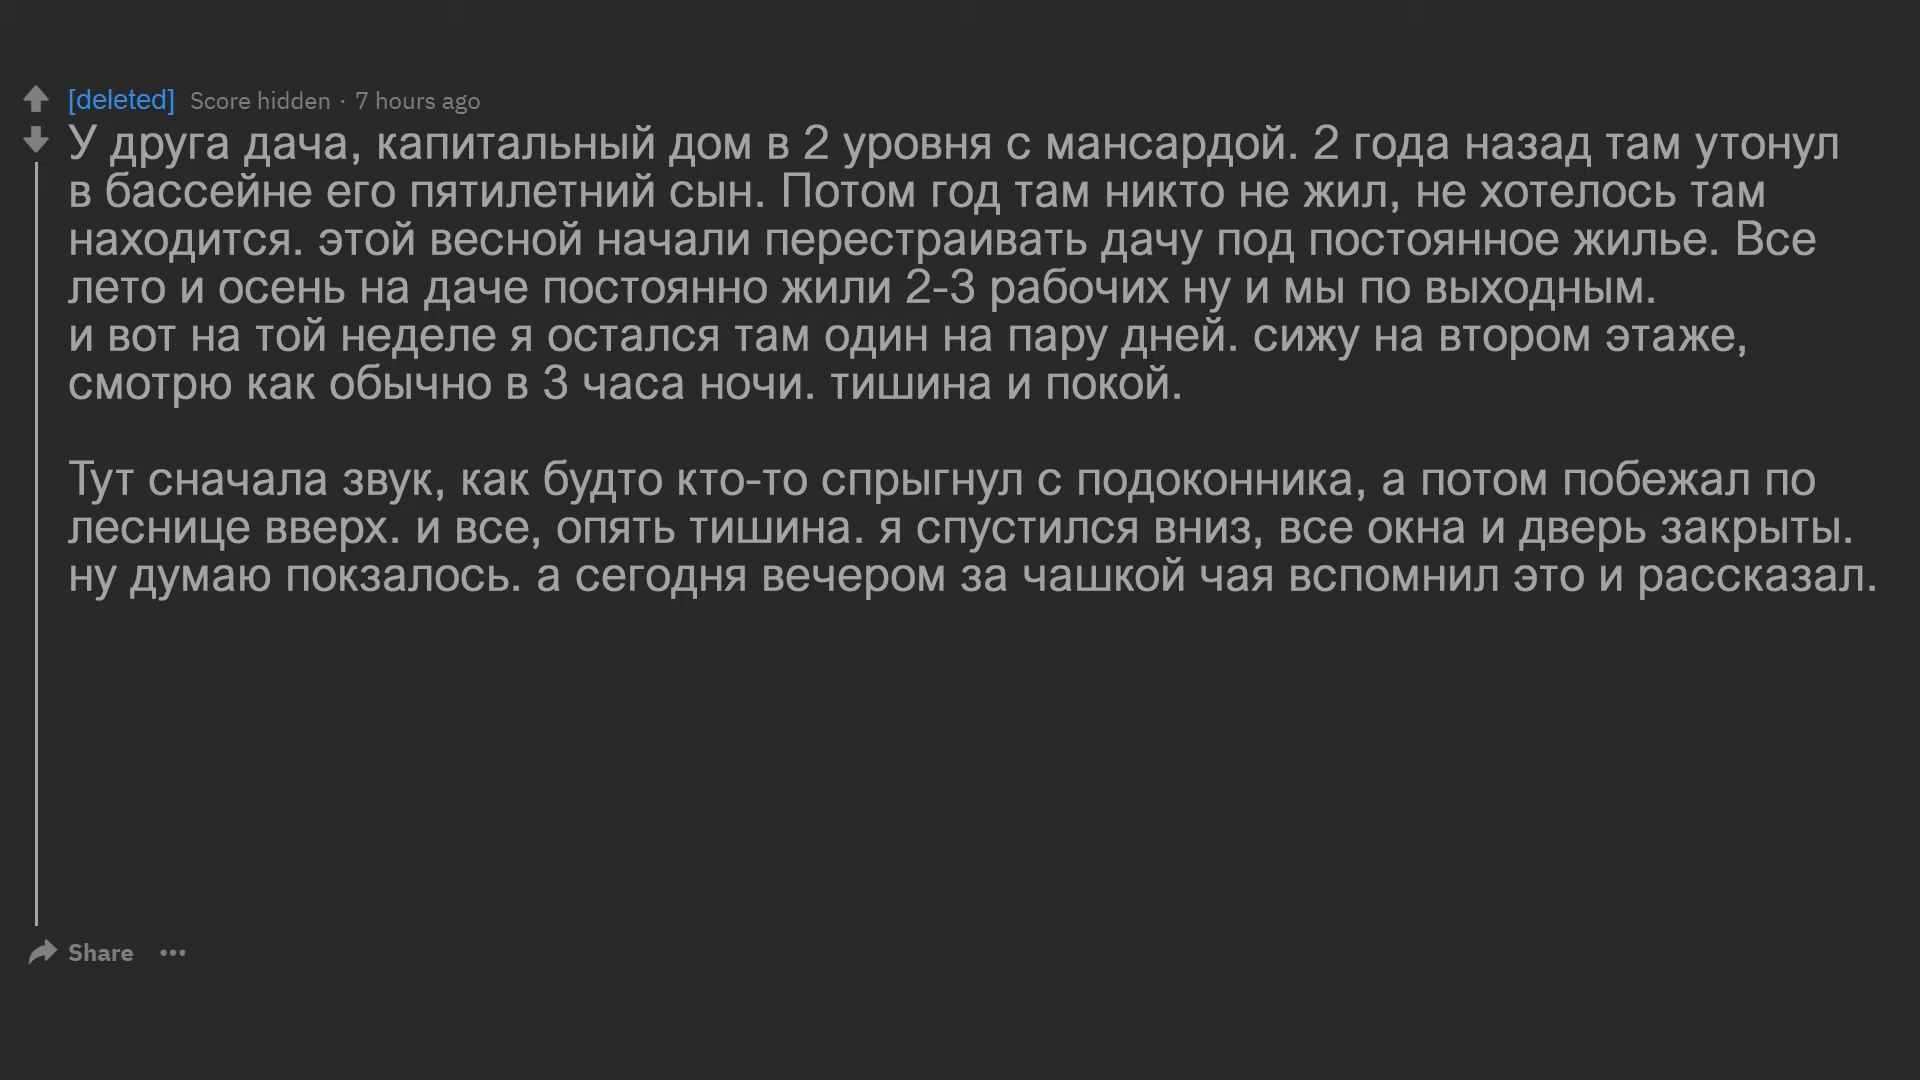 [deleted] Score hidden · 7 hours ago
У друга дача, капитальный дом в 2 уровня с мансардой. 2 года назад там утонул
в бассейне его пятилетний сын. Потом год там никто не жил, не хотелось там
находится. этой весной начали перестраивать дачу под постоянное жилье. Все
лето и осень на даче постоянно жили 2-3 рабочих ну и мы по выходным.
и вот на той неделе я остался там один на пару дней. сижу на втором этаже,
смотрю как обычно в 3 часа ночи. тишина и покой.
Тут сначала звук, как будто кто-то спрыгнул с подоконника, а потом побежал по
леснице вверх. и все, опять тишина. я спустился вниз, все окна и дверь закрыты.
ну думаю покзалось. а сегодня вечером за чашкой чая вспомнил это и рассказал.
Share ···